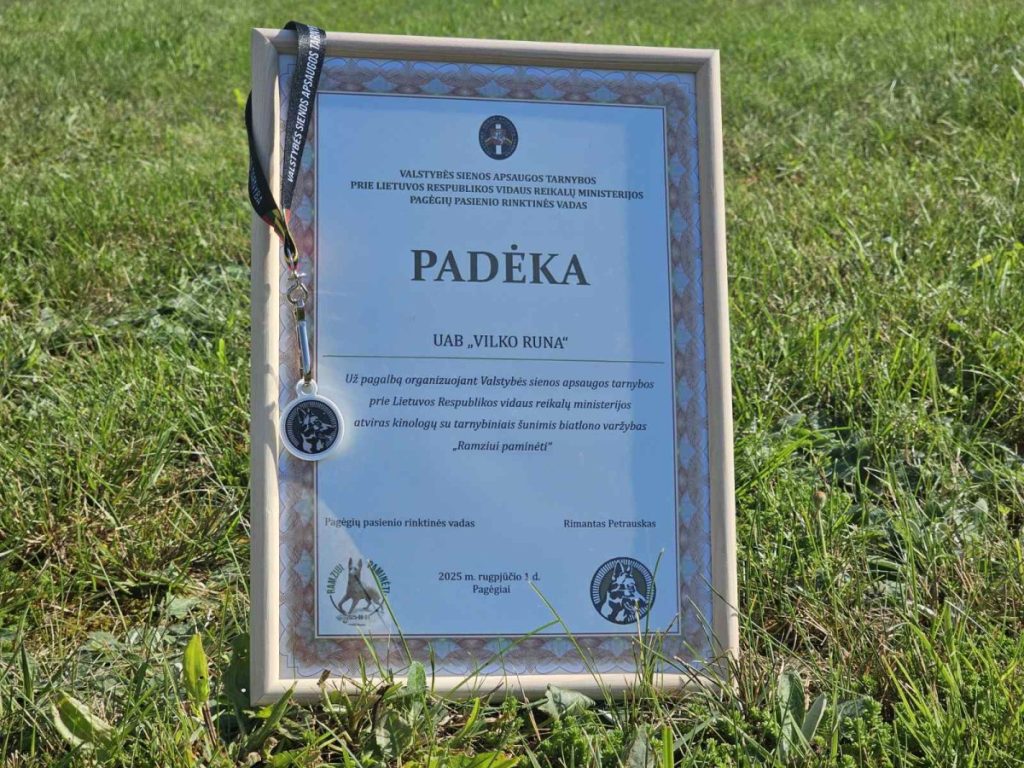 VALSTYBĖS SIENOS APSAUGOS TARNYBOS
PRIE LIETUVOS RESPUBLIKOS VIDAUS REIKALŲ MINISTERIJOS
PAGĖGIŲ PASIENIO RINKTINĖS VADAS
PADĖKA
UAB „VILKO RUNA“
Už pagalbą organizuojant Valstybės sienos apsaugos tarnybos
prie Lietuvos Respublikos vidaus reikalų ministerijos
atviras kinologų su tarnybiniais šunimis biatlono varžybas
„Ramziui paminėti“
Pagėgių pasienio rinktinės vadas
Rimantas Petrauskas
2025 m. rugpjūčio 1 d.
Pagėgiai
RAMZIUI PAMINĖTI
VALSTYBĖS SIENOS APSAUGOS